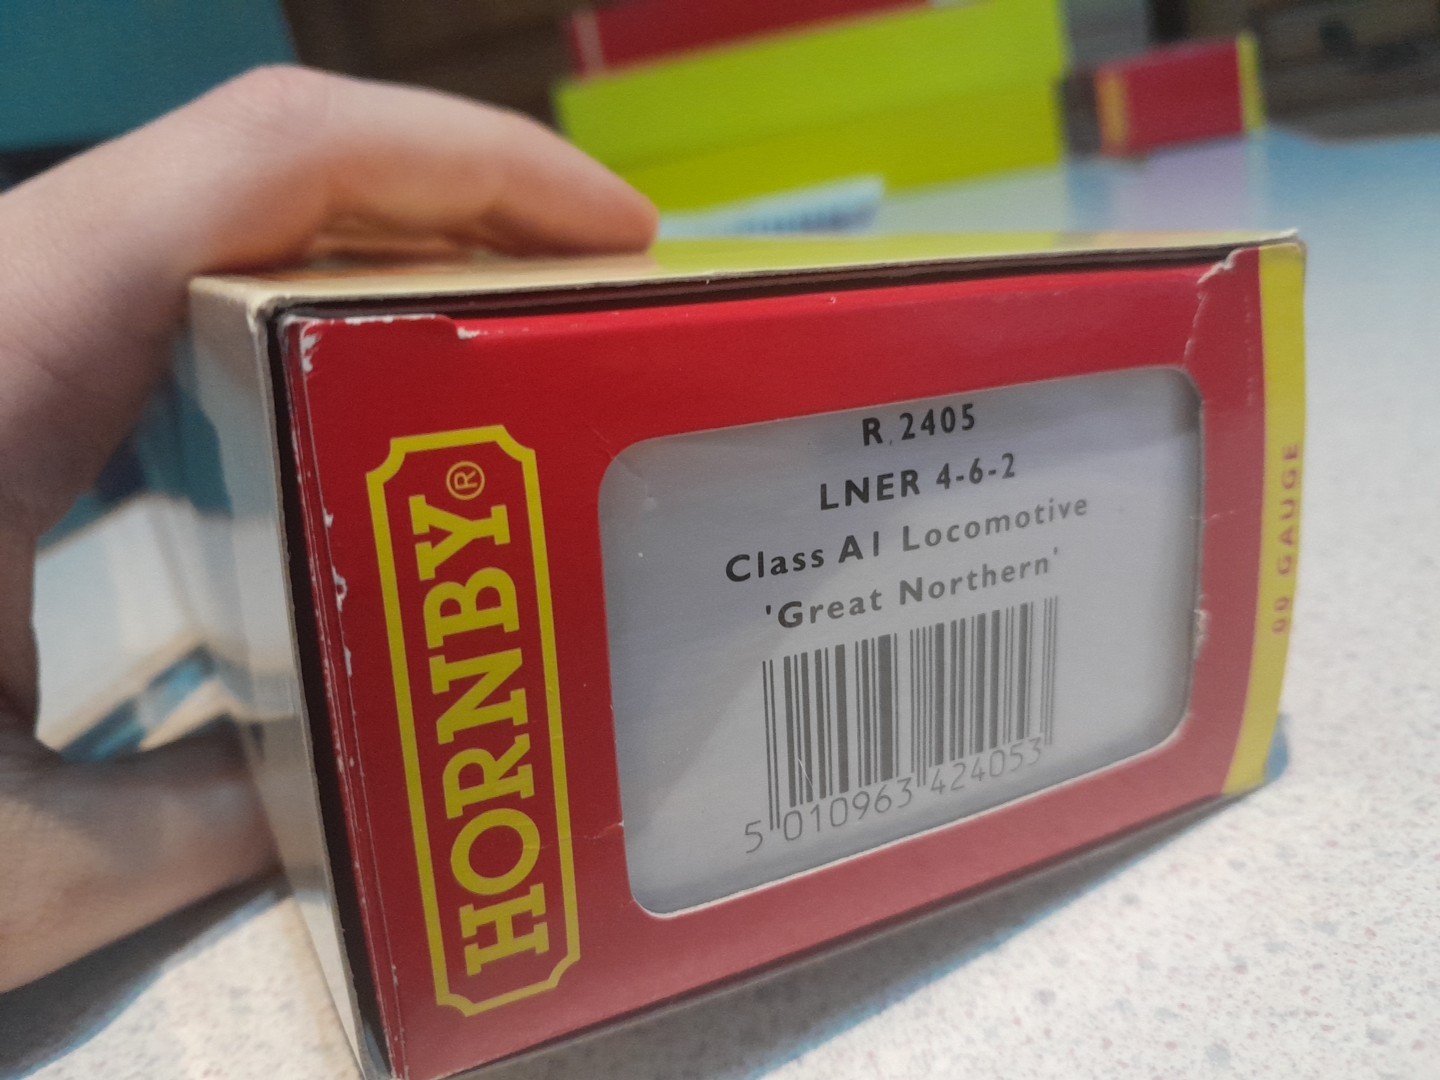 HORNBY®
R.2405
LNER 4-6-2
Class A1 Locomotive
'Great Northern'
5 010963 424053
00 GAUGE